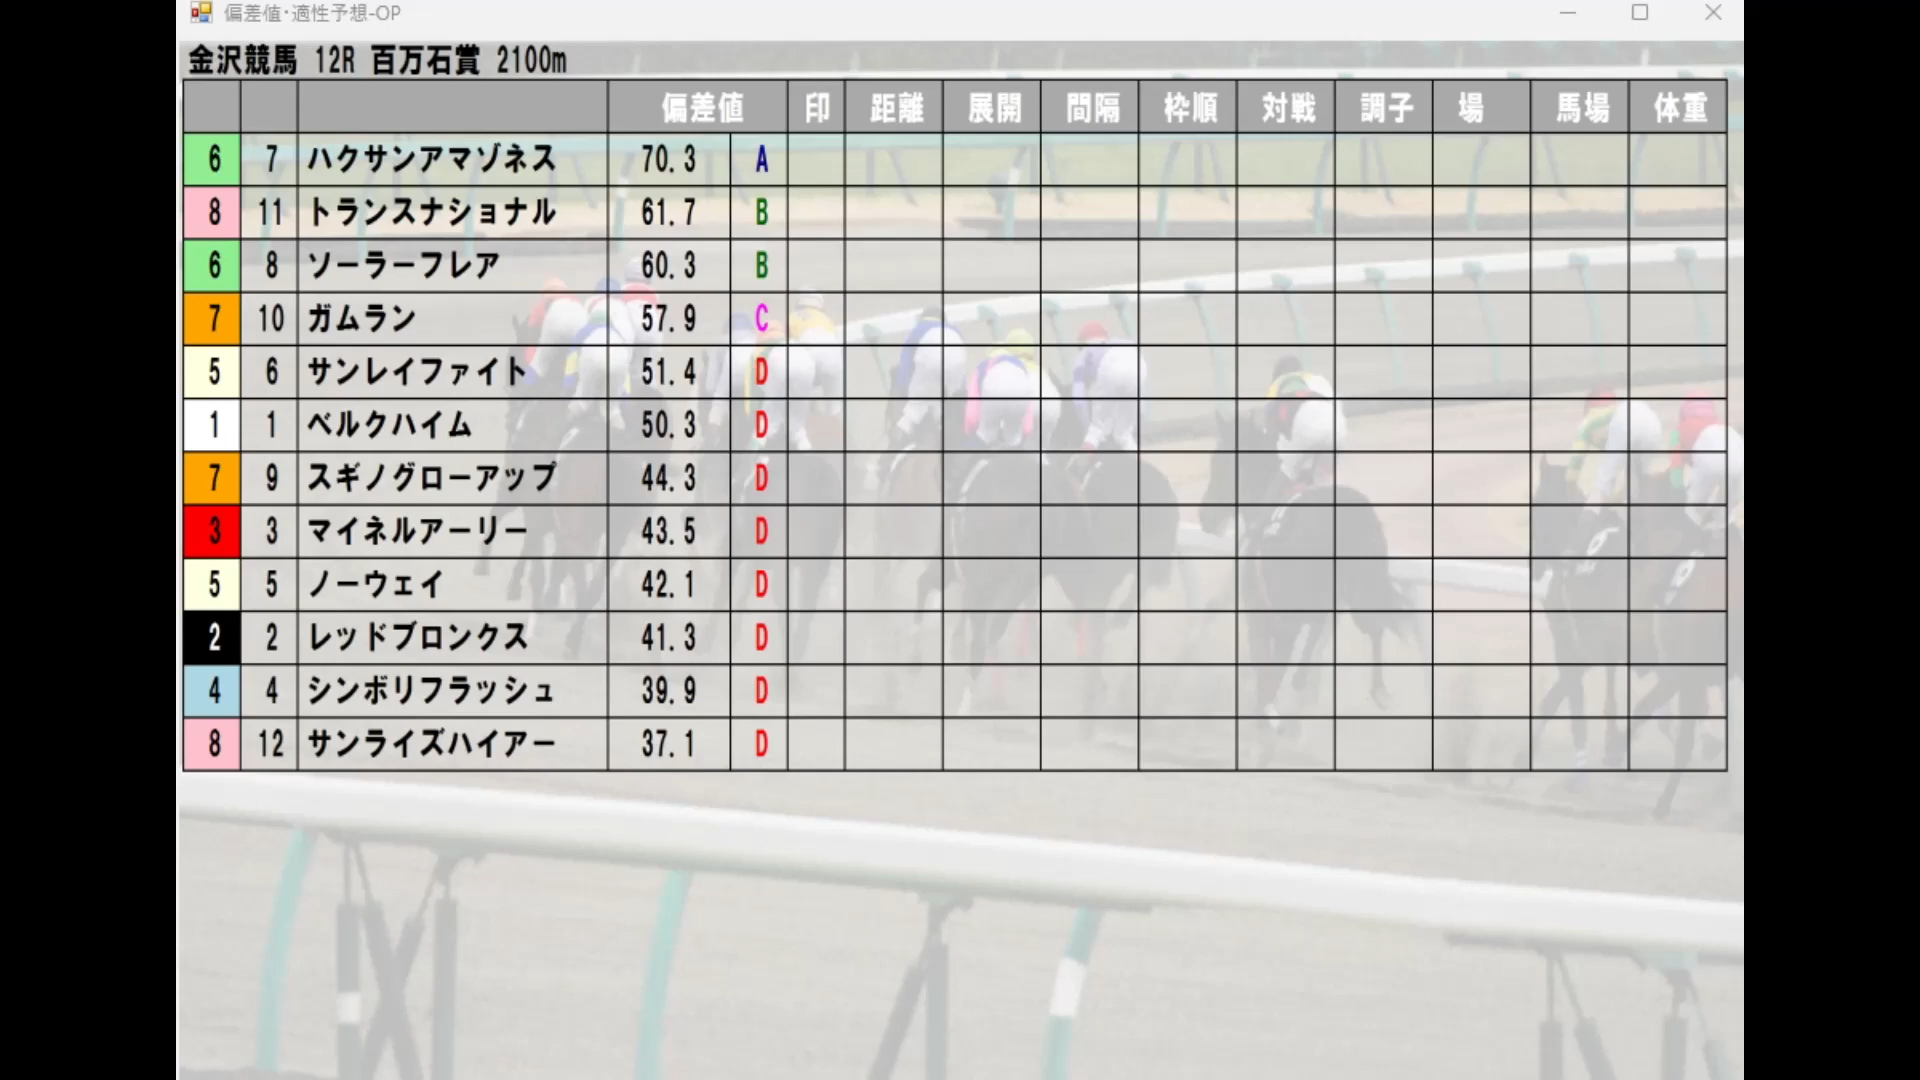 偏差値・適性予想-OP
金沢競馬 12R 百万石賞 2100m
偏差値 印 距離 展開 間隔 枠順 対戦 調子 場 馬場 体重
6 7 ハクサンアマゾネス 70.3 A
8 11 トランスナショナル 61.7 B
6 8 ソーラーフレア 60.3 B
7 10 ガムラン 57.9 C
5 6 サンレイファイト 51.4 D
1 1 ベルクハイム 50.3 D
7 9 スギノグローアップ 44.3 D
3 3 マイネルアーリー 43.5 D
5 5 ノーウェイ 42.1 D
2 2 レッドブロンクス 41.3 D
4 4 シンボリフラッシュ 39.9 D
8 12 サンライズハイアー 37.1 D